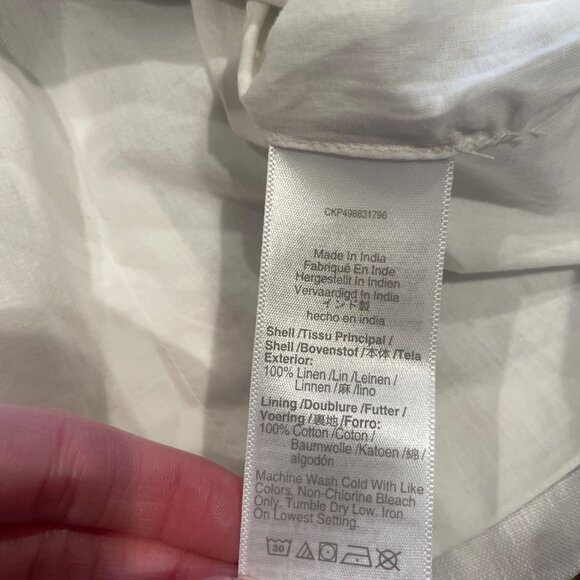 CKP498831796
Made In India
Fabriqué En Inde
Hergestellt In Indien
Vervaardigd In India
インド製
hecho en india
Shell /Tissu Principal /
Shell /Bovenstof /本体 /Tela
Exterior:
100% Linen /Lin /Leinen /
Linnen /麻 /lino
Lining /Doublure /Futter /
Voering /裏地 /Forro:
100% Cotton /Coton /
Baumwolle /Katoen /綿 /
algodón
Machine Wash Cold With Like
Colors. Non-Chlorine Bleach
Only. Tumble Dry Low. Iron
On Lowest Setting.
30